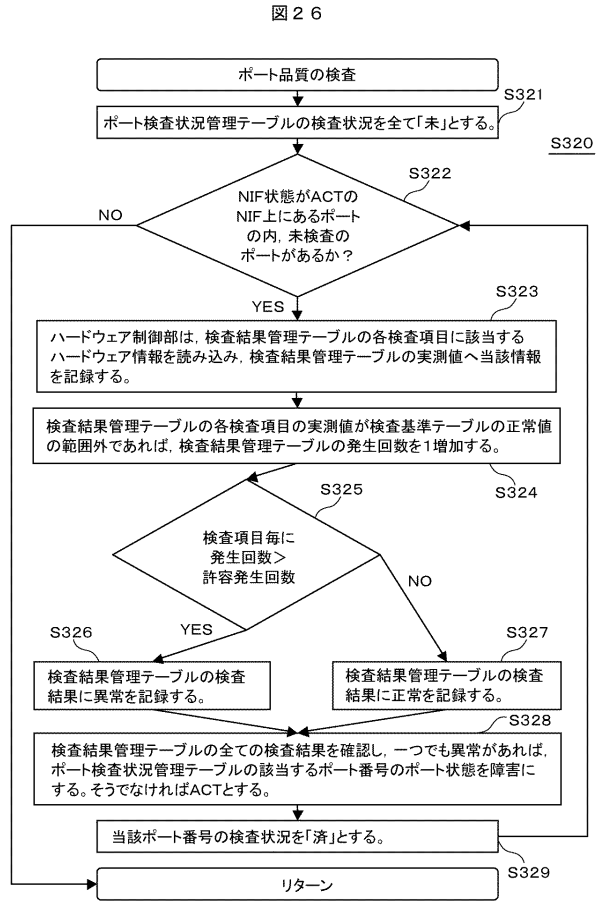 図２６
ポート品質の検査
S321
ポート検査状況管理テーブルの検査状況を全て「未」とする。
S320
S322
NIF状態がACTの
NIF上にあるポート
の内，未検査の
ポートがあるか？
NO
YES
S323
ハードウェア制御部は，検査結果管理テーブルの各検査項目に該当する
ハードウェア情報を読み込み，検査結果管理テーブルの実測値へ当該情報
を記録する。
検査結果管理テーブルの各検査項目の実測値が検査基準テーブルの正常値
の範囲外であれば，検査結果管理テーブルの発生回数を１増加する。
S324
S325
検査項目毎に
発生回数＞
許容発生回数
NO
YES
S326
S327
検査結果管理テーブルの検査
結果に異常を記録する。
検査結果管理テーブルの検査
結果に正常を記録する。
S328
検査結果管理テーブルの全ての検査結果を確認し，一つでも異常があれば，
ポート検査状況管理テーブルの該当するポート番号のポート状態を障害に
する。そうでなければACTとする。
当該ポート番号の検査状況を「済」とする。
S329
リターン